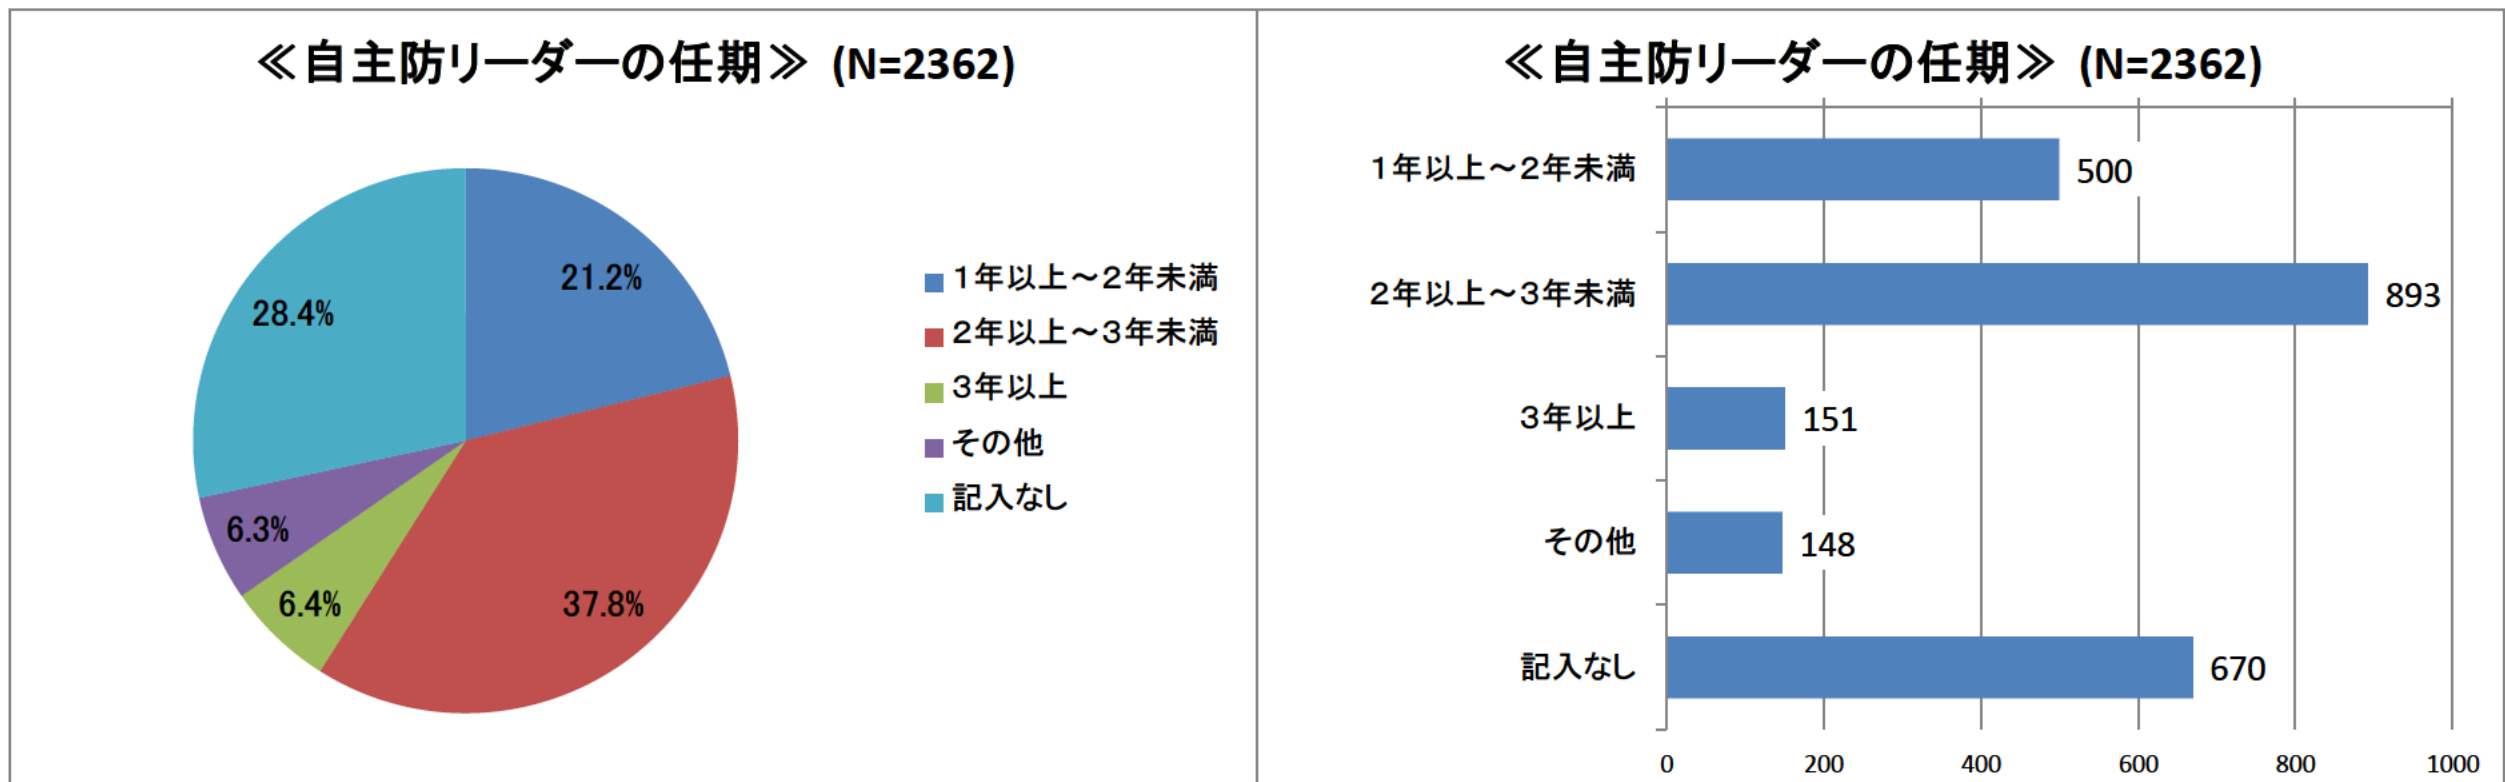 ≪自主防リーダーの任期≫ (N=2362)
21.2%
28.4%
6.3%
6.4%
37.8%
1年以上～2年未満
2年以上～3年未満
3年以上
その他
記入なし
≪自主防リーダーの任期≫ (N=2362)
1年以上～2年未満 500
2年以上～3年未満 893
3年以上 151
その他 148
記入なし 670
0 200 400 600 800 1000